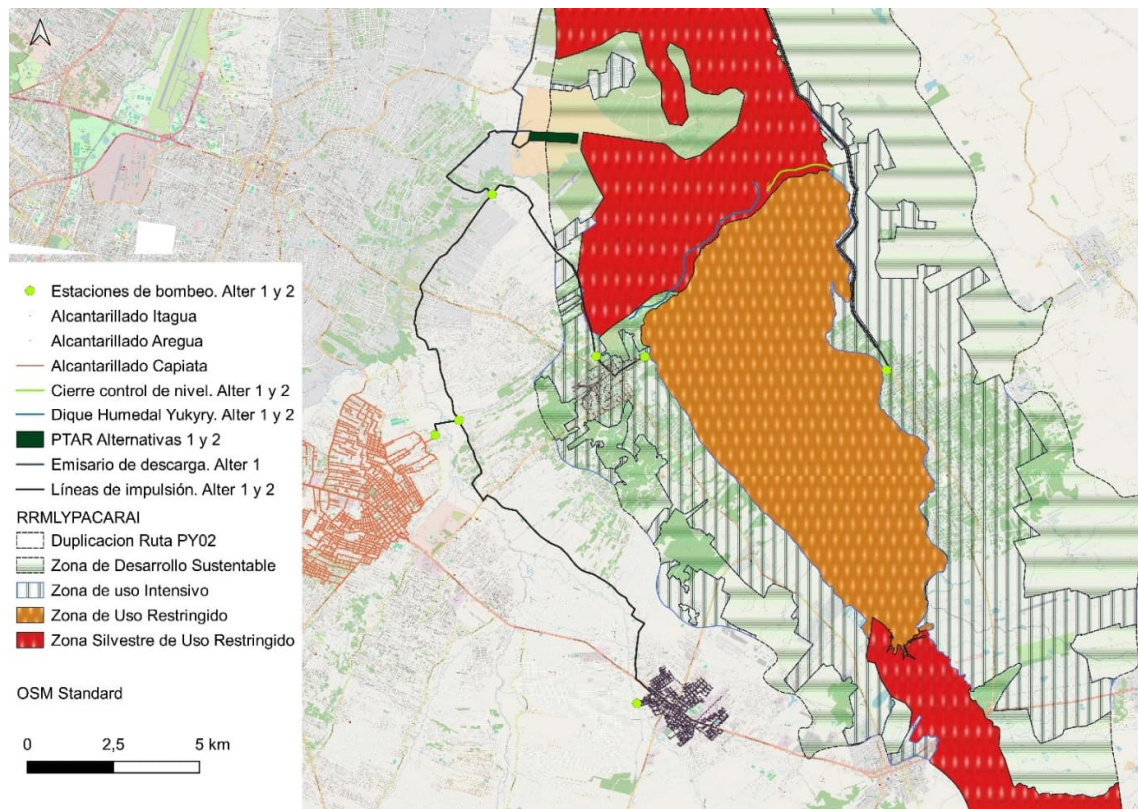 Estaciones de bombeo. Alter 1 y 2
Alcantarillado Itagua
Alcantarillado Aregua
Alcantarillado Capiata
Cierre control de nivel. Alter 1 y 2
Dique Humedal Yukyry. Alter 1 y 2
PTAR Alternativas 1 y 2
Emisario de descarga. Alter 1
Líneas de impulsión. Alter 1 y 2
RRMLYPACARAI
Duplicacion Ruta PY02
Zona de Desarrollo Sustentable
Zona de uso Intensivo
Zona de Uso Restringido
Zona Silvestre de Uso Restringido
OSM Standard
0 2,5 5 km